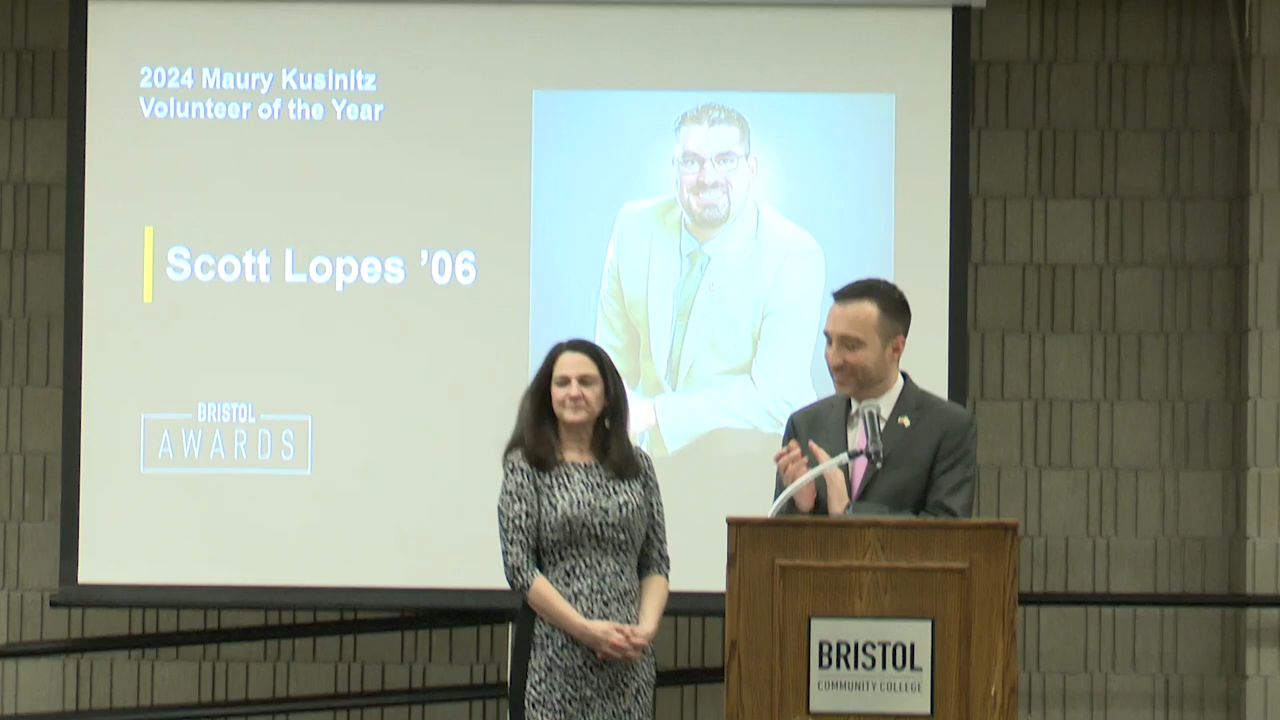 2024 Maury Kusinitz
Volunteer of the Year
Scott Lopes ’06
BRISTOL
AWARDS
BRISTOL
COMMUNITY COLLEGE